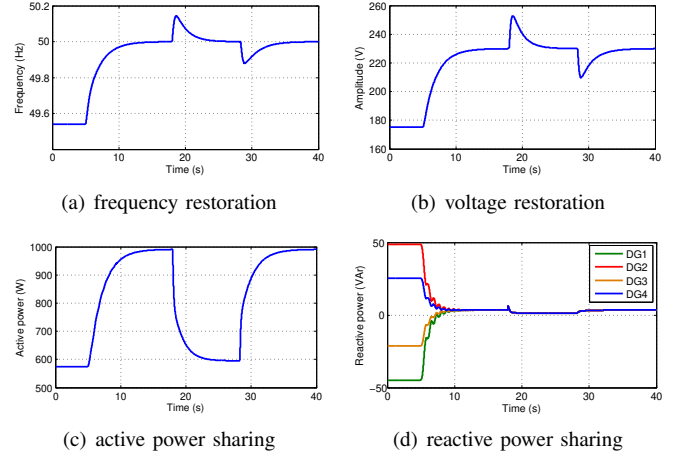 50.2
50
49.8
49.6
Frequency (Hz)
0 10 20 30 40
Time (s)
(a) frequency restoration
260
240
220
200
180
160
Amplitude (V)
0 10 20 30 40
Time (s)
(b) voltage restoration
1000
900
800
700
600
500
Active power (W)
0 10 20 30 40
Time (s)
(c) active power sharing
50
0
−50
Reactive power (VAr)
DG1
DG2
DG3
DG4
0 10 20 30 40
Time (s)
(d) reactive power sharing